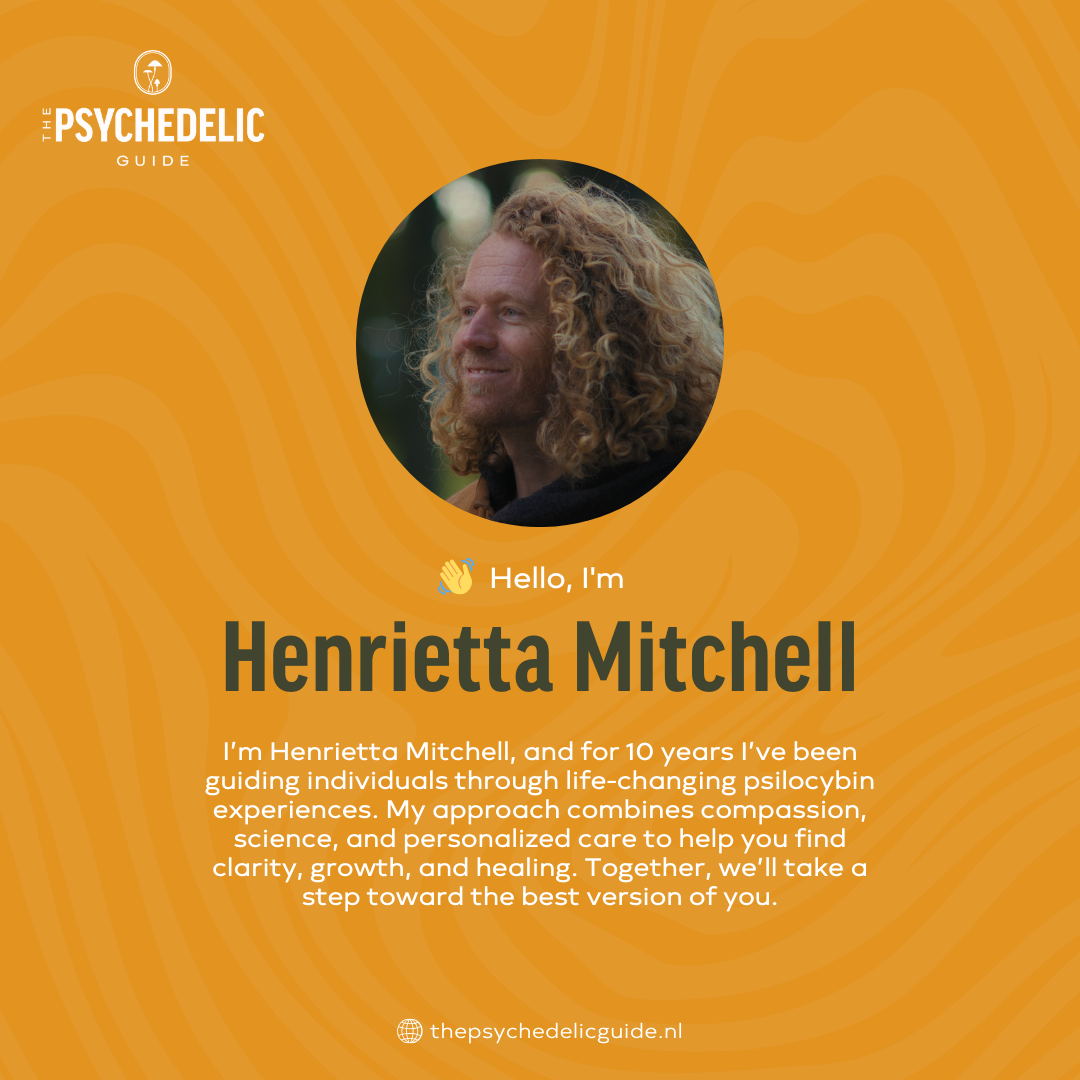 THE
PSYCHEDELIC
GUIDE
👋 Hello, I'm
Henrietta Mitchell
I’m Henrietta Mitchell, and for 10 years I’ve been
guiding individuals through life-changing psilocybin
experiences. My approach combines compassion,
science, and personalized care to help you find
clarity, growth, and healing. Together, we’ll take a
step toward the best version of you.
thepsychedelicguide.nl